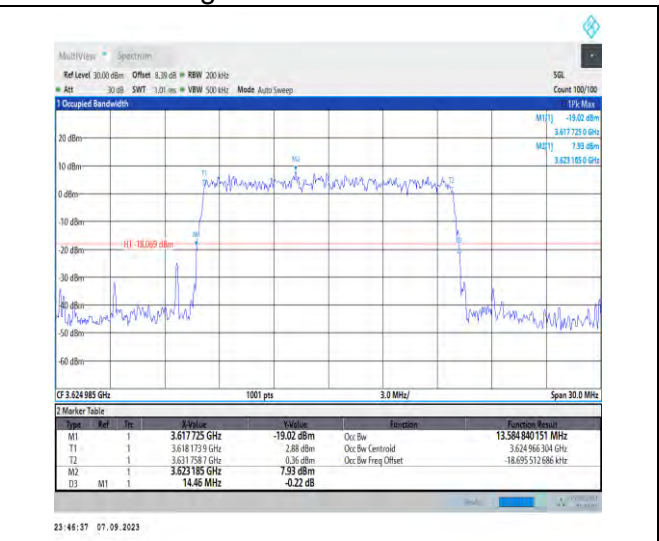 MultiView Spectrum
Ref Level 30.00 dBm Offset 8.39 dB RBW 200 kHz SGL
Att 30 dB SWT 1.01 ms VBW 500 kHz Mode Auto Sweep Count 100/100
1 Occupied Bandwidth 1Pk Max
M1[1] -19.02 dBm
3.617 725 0 GHz
M2[1] 7.93 dBm
3.623 185 0 GHz
20 dBm
M2
T1 T2
10 dBm
0 dBm
-10 dBm
M1
H1 -18.069 dBm
-20 dBm
-30 dBm
-40 dBm
-50 dBm
-60 dBm
CF 3.624 985 GHz 1001 pts 3.0 MHz/ Span 30.0 MHz
2 Marker Table
Type Ref Trc X-Value Y-Value Function Function Result
M1 1 3.617 725 GHz -19.02 dBm Occ Bw 13.584 840 151 MHz
T1 1 3.618 173 9 GHz 2.88 dBm Occ Bw Centroid 3.624 966 304 GHz
T2 1 3.631 758 7 GHz 0.36 dBm Occ Bw Freq Offset -18.695 512 686 kHz
M2 1 3.623 185 GHz 7.93 dBm
D3 M1 1 14.46 MHz -0.22 dB
23:46:37 07.09.2023